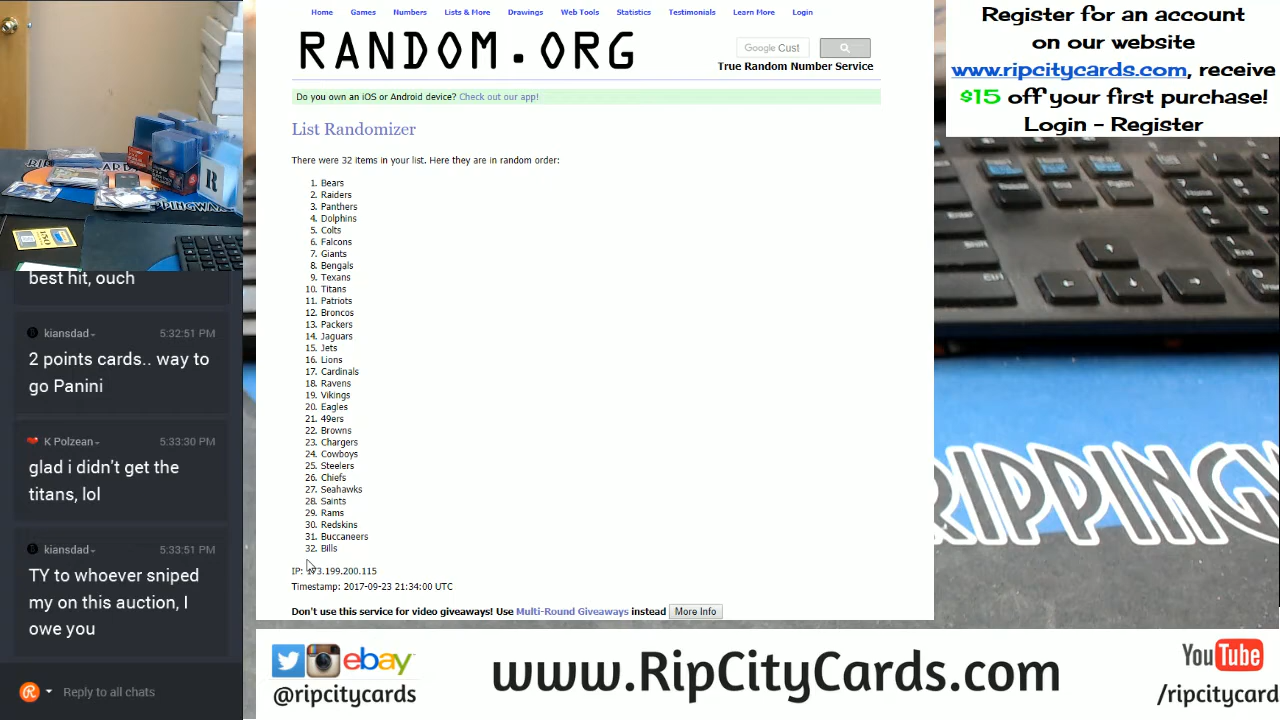 Home Games Numbers Lists & More Drawings Web Tools Statistics Testimonials Learn More Login
RANDOM.ORG
Google Cust
True Random Number Service
Do you own an iOS or Android device? Check out our app!
List Randomizer
There were 32 items in your list. Here they are in random order:
1. Bears
2. Raiders
3. Panthers
4. Dolphins
5. Colts
6. Falcons
7. Giants
8. Bengals
9. Texans
10. Titans
11. Patriots
12. Broncos
13. Packers
14. Jaguars
15. Jets
16. Lions
17. Cardinals
18. Ravens
19. Vikings
20. Eagles
21. 49ers
22. Browns
23. Chargers
24. Cowboys
25. Steelers
26. Chiefs
27. Seahawks
28. Saints
29. Rams
30. Redskins
31. Buccaneers
32. Bills
IP: 73.199.200.115
Timestamp: 2017-09-23 21:34:00 UTC
Don't use this service for video giveaways! Use Multi-Round Giveaways instead More Info
Register for an account
on our website
www.ripcitycards.com, receive
$15 off your first purchase!
Login - Register
best hit, ouch
kiansdad 5:32:51 PM
2 points cards.. way to
go Panini
K Polzean 5:33:30 PM
glad i didn't get the
titans, lol
kiansdad 5:33:51 PM
TY to whoever sniped
my on this auction, I
owe you
Reply to all chats
RIPPINGW
ebay
@ripcitycards
www.RipCityCards.com
YouTube
/ripcitycard